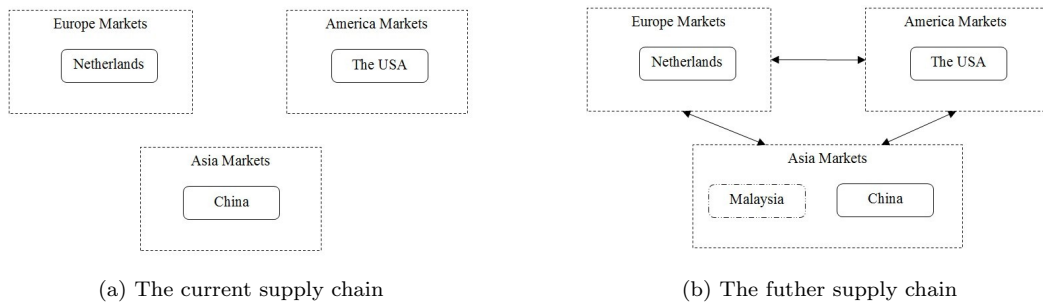 Europe Markets
Netherlands
America Markets
The USA
Asia Markets
China
(a) The current supply chain
Europe Markets
Netherlands
America Markets
The USA
Asia Markets
Malaysia
China
(b) The futher supply chain